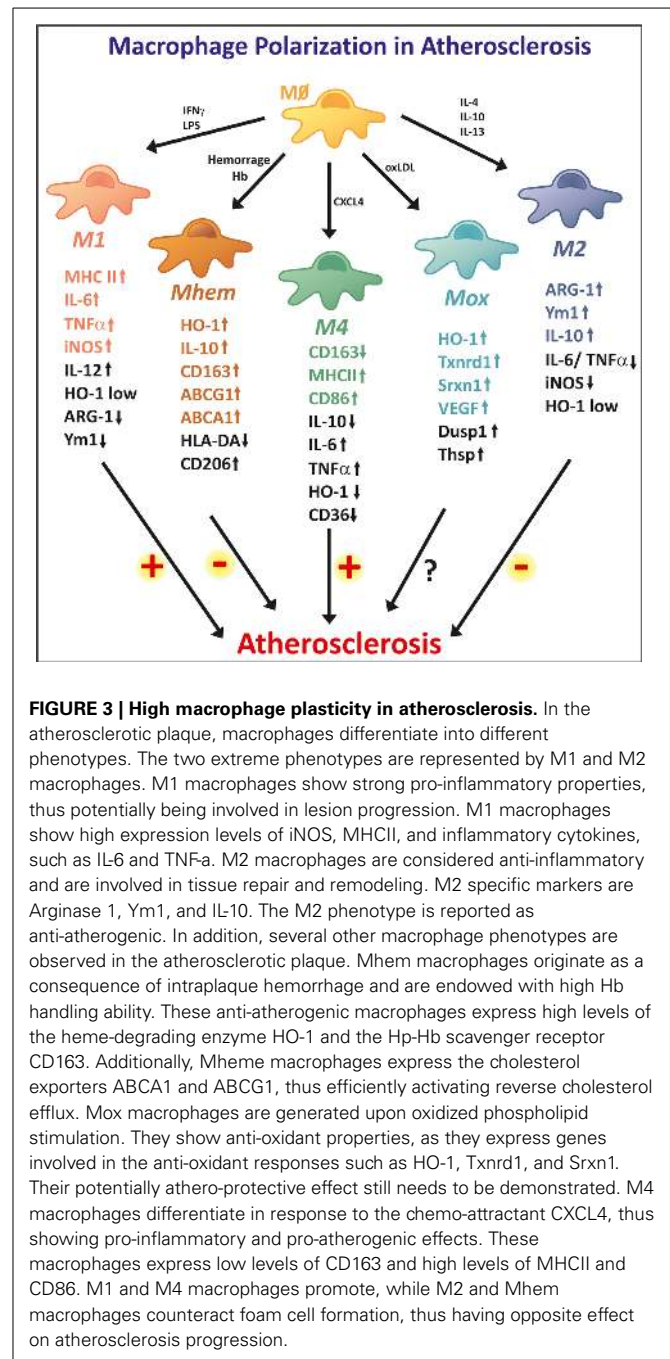 Macrophage Polarization in Atherosclerosis
MØ
IFNγ
LPS
Hemorrage
Hb
CXCL4
oxLDL
IL-4
IL-10
IL-13
M1
MHC II↑
IL-6↑
TNFα↑
iNOS↑
IL-12↑
HO-1 low
ARG-1↓
Ym1↓
Mhem
HO-1↑
IL-10↑
CD163↑
ABCG1↑
ABCA1↑
HLA-DA↓
CD206↑
M4
CD163↓
MHCII↑
CD86↑
IL-10↓
IL-6↑
TNFα↑
HO-1↓
CD36↓
Mox
HO-1↑
Txnrd1↑
Srxn1↑
VEGF↑
Dusp1↑
Thsp↑
M2
ARG-1↑
Ym1↑
IL-10↑
IL-6/ TNFα↓
iNOS↓
HO-1 low
+
-
+
?
-
Atherosclerosis
FIGURE 3 | High macrophage plasticity in atherosclerosis. In the
atherosclerotic plaque, macrophages differentiate into different
phenotypes. The two extreme phenotypes are represented by M1 and M2
macrophages. M1 macrophages show strong pro-inflammatory properties,
thus potentially being involved in lesion progression. M1 macrophages
show high expression levels of iNOS, MHCII, and inflammatory cytokines,
such as IL-6 and TNF-a. M2 macrophages are considered anti-inflammatory
and are involved in tissue repair and remodeling. M2 specific markers are
Arginase 1, Ym1, and IL-10. The M2 phenotype is reported as
anti-atherogenic. In addition, several other macrophage phenotypes are
observed in the atherosclerotic plaque. Mhem macrophages originate as a
consequence of intraplaque hemorrhage and are endowed with high Hb
handling ability. These anti-atherogenic macrophages express high levels of
the heme-degrading enzyme HO-1 and the Hp-Hb scavenger receptor
CD163. Additionally, Mheme macrophages express the cholesterol
exporters ABCA1 and ABCG1, thus efficiently activating reverse cholesterol
efflux. Mox macrophages are generated upon oxidized phospholipid
stimulation. They show anti-oxidant properties, as they express genes
involved in the anti-oxidant responses such as HO-1, Txnrd1, and Srxn1.
Their potentially athero-protective effect still needs to be demonstrated. M4
macrophages differentiate in response to the chemo-attractant CXCL4, thus
showing pro-inflammatory and pro-atherogenic effects. These
macrophages express low levels of CD163 and high levels of MHCII and
CD86. M1 and M4 macrophages promote, while M2 and Mhem
macrophages counteract foam cell formation, thus having opposite effect
on atherosclerosis progression.